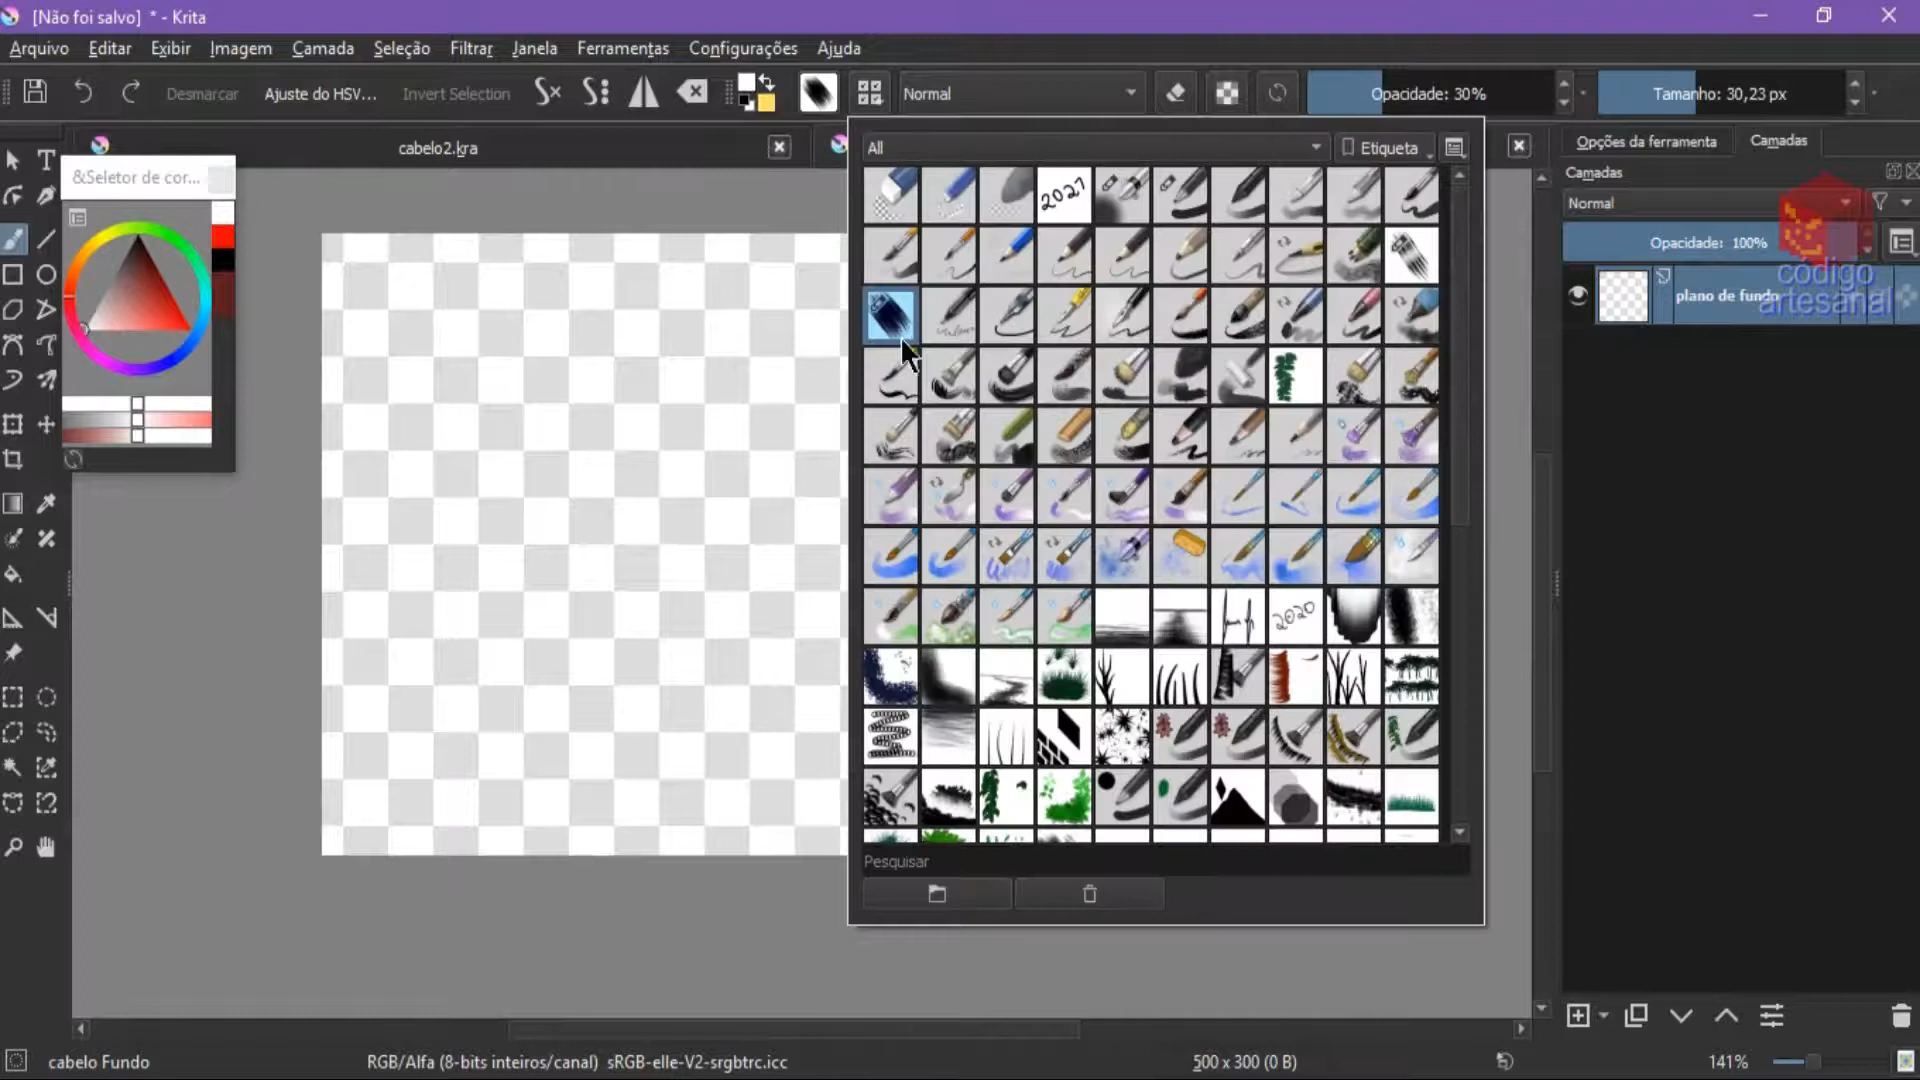 [Não foi salvo] * - Krita
Arquivo Editar Exibir Imagem Camada Seleção Filtrar Janela Ferramentas Configurações Ajuda
Desmarcar Ajuste do HSV... Invert Selection Normal Opacidade: 30% Tamanho: 30,23 px
cabelo2.kra
All Etiqueta
Opções da ferramenta Camadas
&Seletor de cor...
Camadas
Normal
Opacidade: 100%
código
artesanal
plano de fundo
2021
2020
Pesquisar
cabelo Fundo RGB/Alfa (8-bits inteiros/canal) sRGB-elle-V2-srgbtrc.icc 500 x 300 (0 B) 141%